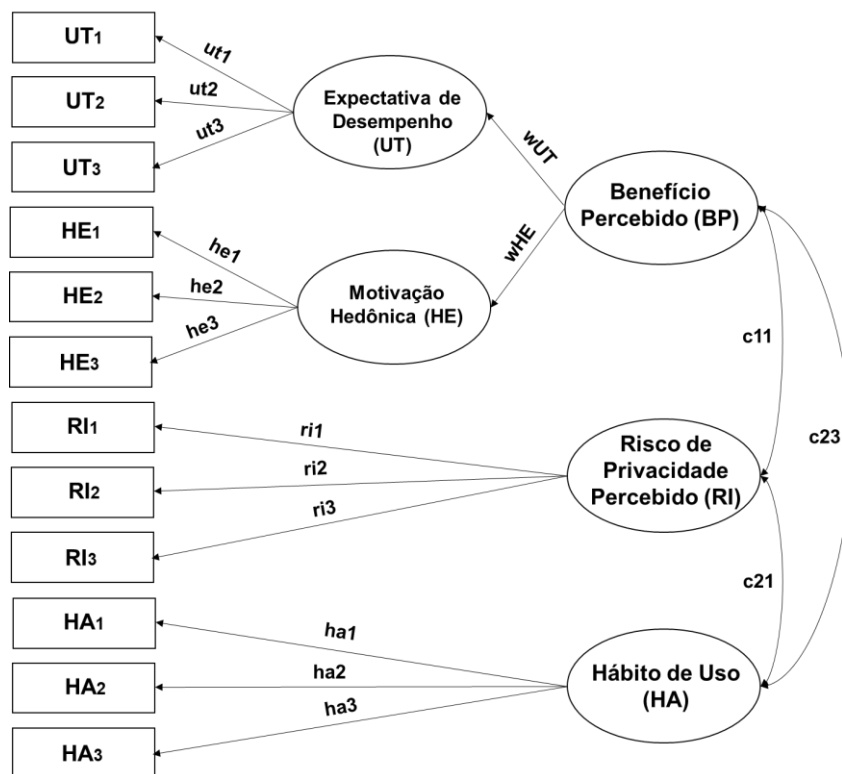 UT1
UT2
UT3
HE1
HE2
HE3
RI1
RI2
RI3
HA1
HA2
HA3
ut1
ut2
ut3
he1
he2
he3
ri1
ri2
ri3
ha1
ha2
ha3
Expectativa de
Desempenho
(UT)
Motivação
Hedônica (HE)
wUT
wHE
Benefício
Percebido (BP)
Risco de
Privacidade
Percebido (RI)
Hábito de Uso
(HA)
c11
c21
c23